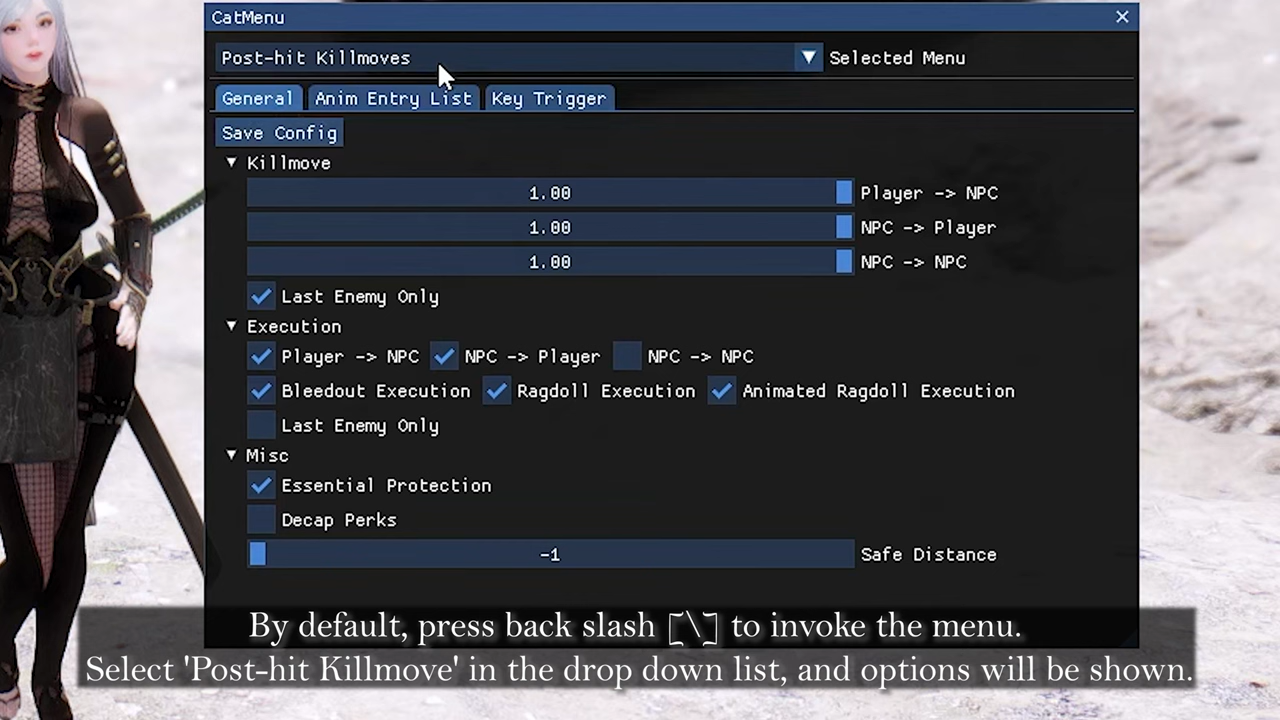 CatMenu
Post-hit Killmoves Selected Menu
General Anim Entry List Key Trigger
Save Config
Killmove
1.00 Player -> NPC
1.00 NPC -> Player
1.00 NPC -> NPC
Last Enemy Only
Execution
Player -> NPC NPC -> Player NPC -> NPC
Bleedout Execution Ragdoll Execution Animated Ragdoll Execution
Last Enemy Only
Misc
Essential Protection
Decap Perks
-1 Safe Distance
By default, press back slash [\] to invoke the menu.
Select 'Post-hit Killmove' in the drop down list, and options will be shown.